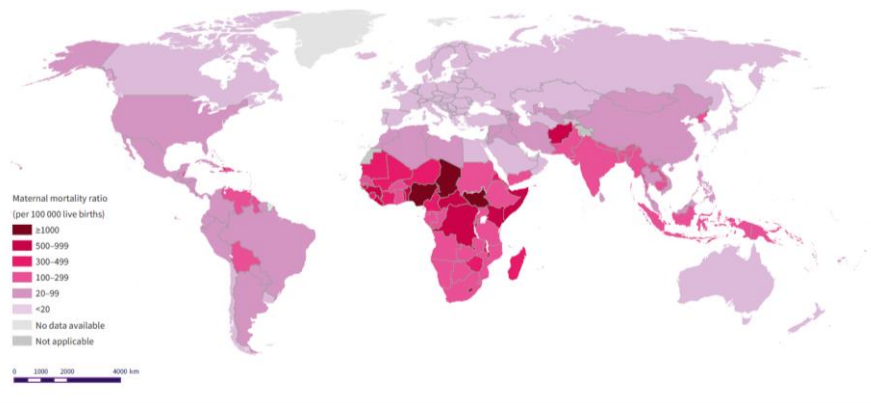 Maternal mortality ratio
(per 100 000 live births)
≥1000
500–999
300–499
100–299
20–99
<20
No data available
Not applicable
0 1000 2000 4000 km